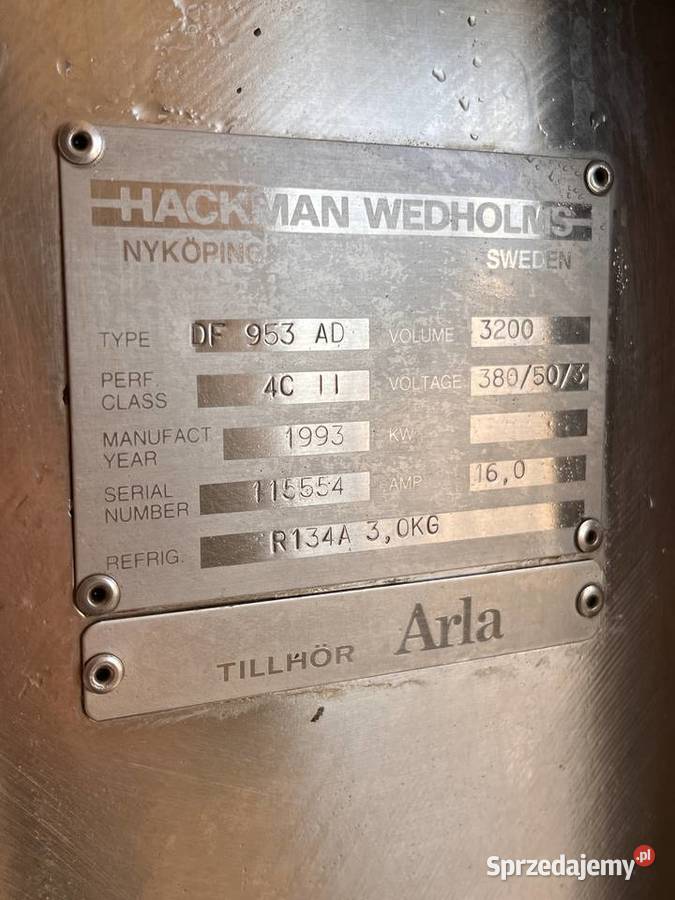 HACKMAN WEDHOLMS
NYKÖPING SWEDEN
TYPE DF 953 AD VOLUME 3200
PERF. CLASS 4C II VOLTAGE 380/50/3
MANUFACT YEAR 1993 KW
SERIAL NUMBER 115554 AMP 16,0
REFRIG. R134A 3,0KG
TILLHÖR Arla
Sprzedajemy.pl